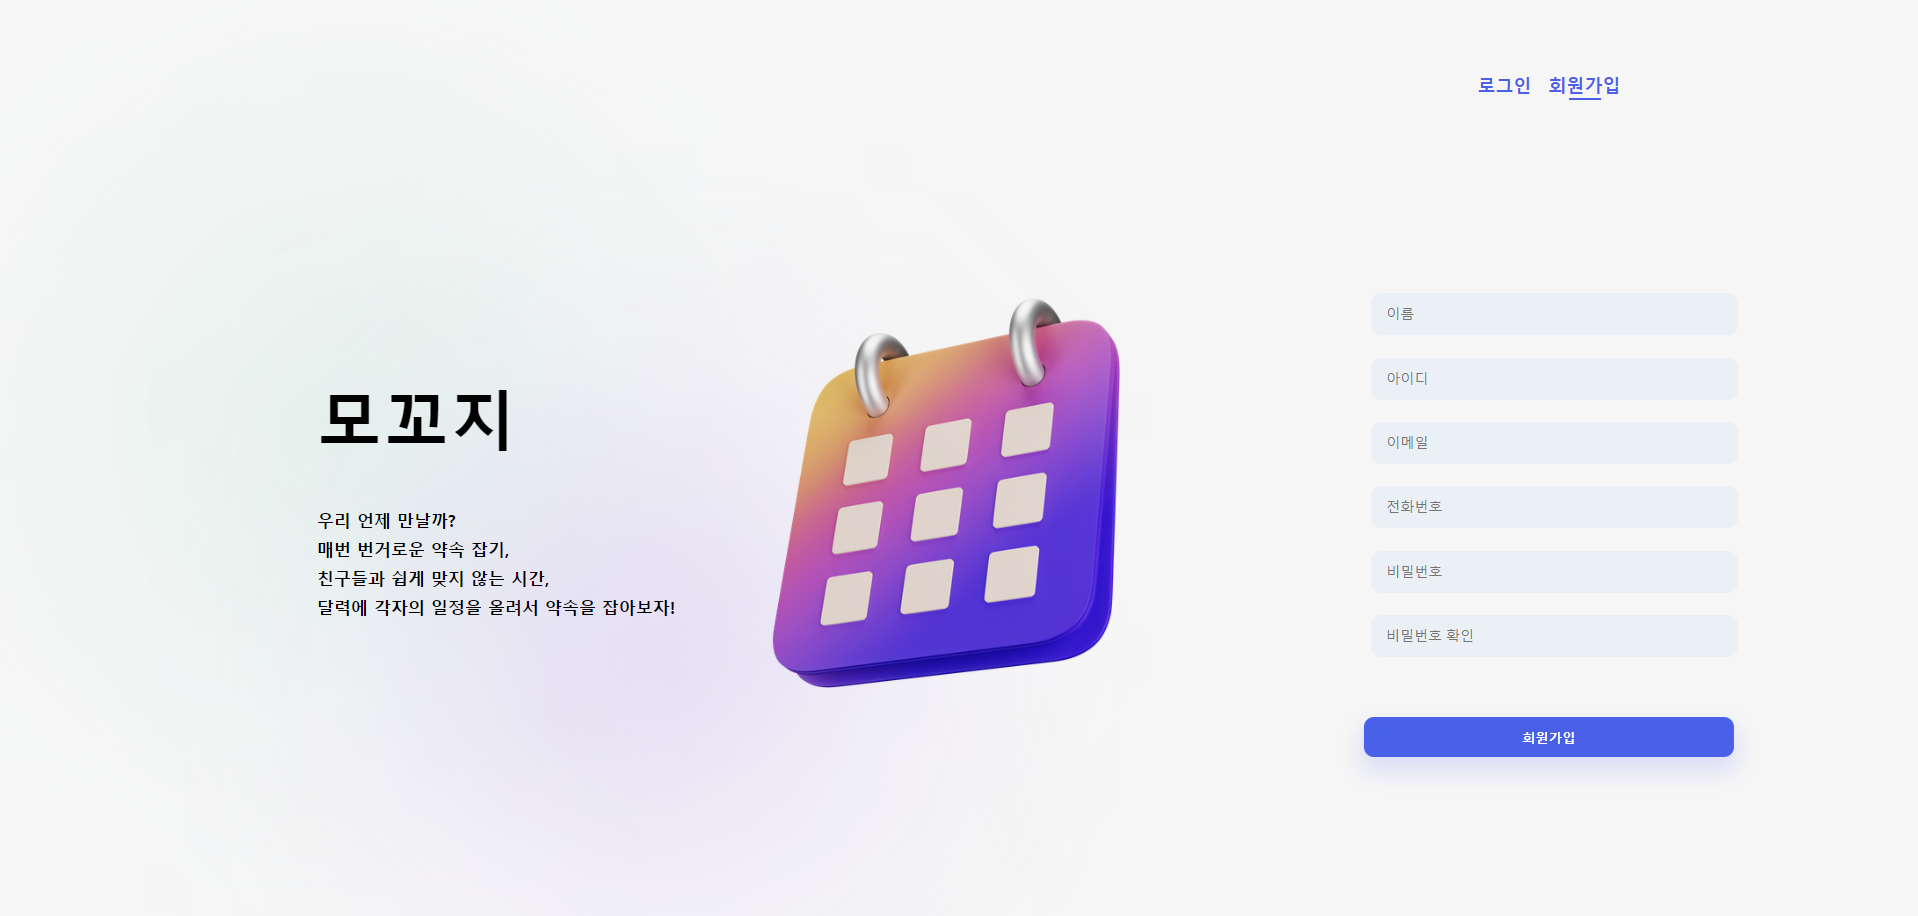 로그인 회원가입
모꼬지
우리 언제 만날까?
매번 번거로운 약속 잡기,
친구들과 쉽게 맞지 않는 시간,
달력에 각자의 일정을 올려서 약속을 잡아보자!
이름
아이디
이메일
전화번호
비밀번호
비밀번호 확인
회원가입